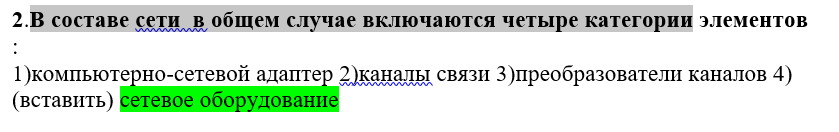 2.В составе сети в общем случае включаются четыре категории элементов
:
1)компьютерно-сетевой адаптер 2)каналы связи 3)преобразователи каналов 4)
(вставить) сетевое оборудование